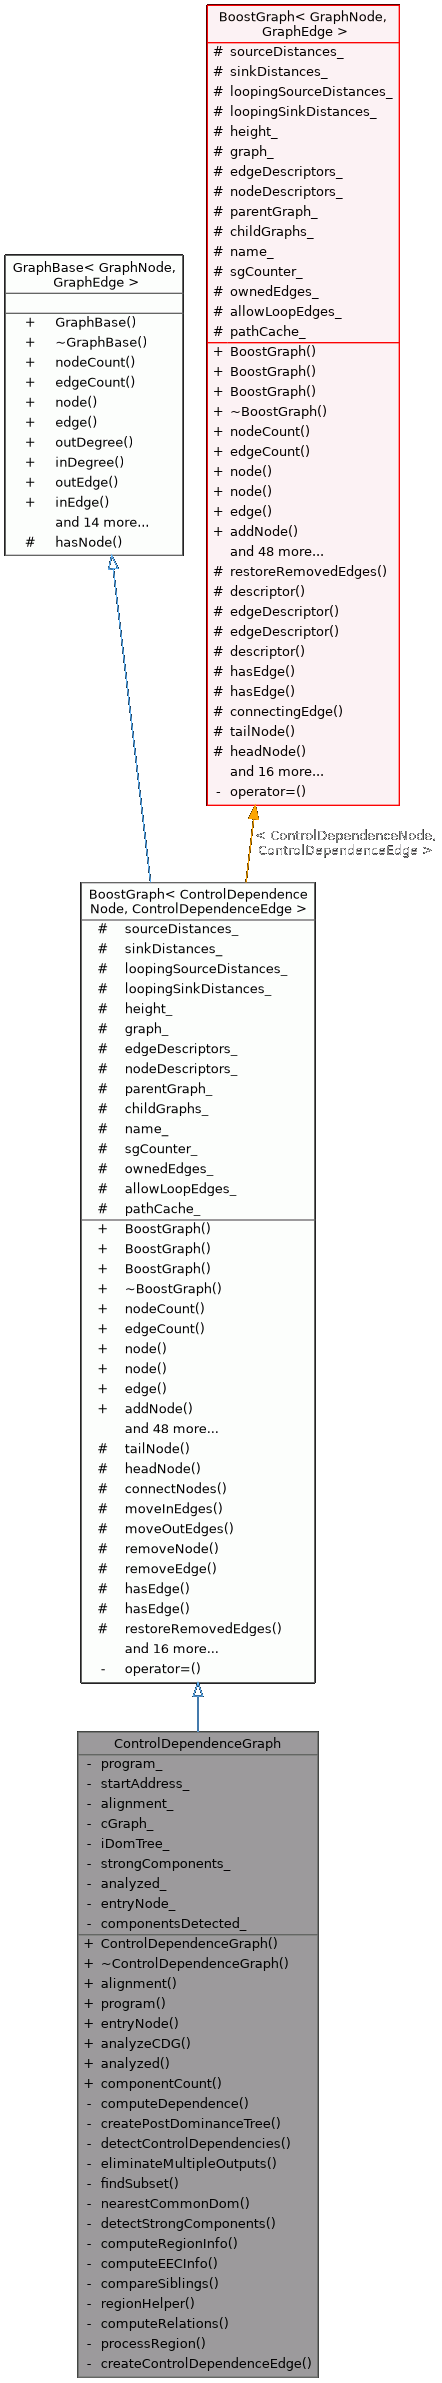 BoostGraph< GraphNode,
GraphEdge >
# sourceDistances_
# sinkDistances_
# loopingSourceDistances_
# loopingSinkDistances_
# height_
# graph_
# edgeDescriptors_
# nodeDescriptors_
# parentGraph_
# childGraphs_
# name_
# sgCounter_
# ownedEdges_
# allowLoopEdges_
# pathCache_
+ BoostGraph()
+ BoostGraph()
+ BoostGraph()
+ ~BoostGraph()
+ nodeCount()
+ edgeCount()
+ node()
+ node()
+ edge()
+ addNode()
and 48 more...
# restoreRemovedEdges()
# descriptor()
# edgeDescriptor()
# edgeDescriptor()
# descriptor()
# hasEdge()
# hasEdge()
# connectingEdge()
# tailNode()
# headNode()
and 16 more...
- operator=()
GraphBase< GraphNode,
GraphEdge >
+ GraphBase()
+ ~GraphBase()
+ nodeCount()
+ edgeCount()
+ node()
+ edge()
+ outDegree()
+ inDegree()
+ outEdge()
+ inEdge()
and 14 more...
# hasNode()
< ControlDependenceNode,
ControlDependenceEdge >
BoostGraph< ControlDependence
Node, ControlDependenceEdge >
# sourceDistances_
# sinkDistances_
# loopingSourceDistances_
# loopingSinkDistances_
# height_
# graph_
# edgeDescriptors_
# nodeDescriptors_
# parentGraph_
# childGraphs_
# name_
# sgCounter_
# ownedEdges_
# allowLoopEdges_
# pathCache_
+ BoostGraph()
+ BoostGraph()
+ BoostGraph()
+ ~BoostGraph()
+ nodeCount()
+ edgeCount()
+ node()
+ node()
+ edge()
+ addNode()
and 48 more...
# tailNode()
# headNode()
# connectNodes()
# moveInEdges()
# moveOutEdges()
# removeNode()
# removeEdge()
# hasEdge()
# hasEdge()
# restoreRemovedEdges()
and 16 more...
- operator=()
ControlDependenceGraph
- program_
- startAddress_
- alignment_
- cGraph_
- iDomTree_
- strongComponents_
- analyzed_
- entryNode_
- componentsDetected_
+ ControlDependenceGraph()
+ ~ControlDependenceGraph()
+ alignment()
+ program()
+ entryNode()
+ analyzeCDG()
+ analyzed()
+ componentCount()
- computeDependence()
- createPostDominanceTree()
- detectControlDependencies()
- eliminateMultipleOutputs()
- findSubset()
- nearestCommonDom()
- detectStrongComponents()
- computeRegionInfo()
- computeEECInfo()
- compareSiblings()
- regionHelper()
- computeRelations()
- processRegion()
- createControlDependenceEdge()